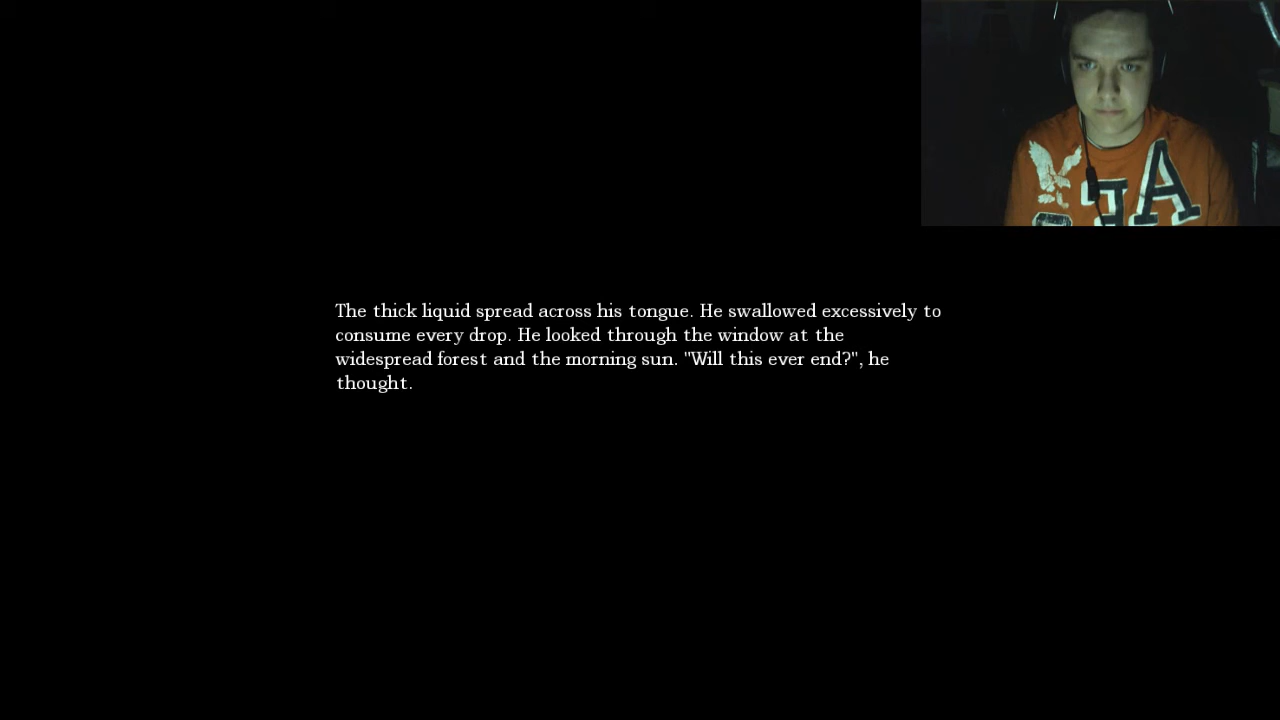 The thick liquid spread across his tongue. He swallowed excessively to
consume every drop. He looked through the window at the
widespread forest and the morning sun. "Will this ever end?", he
thought.